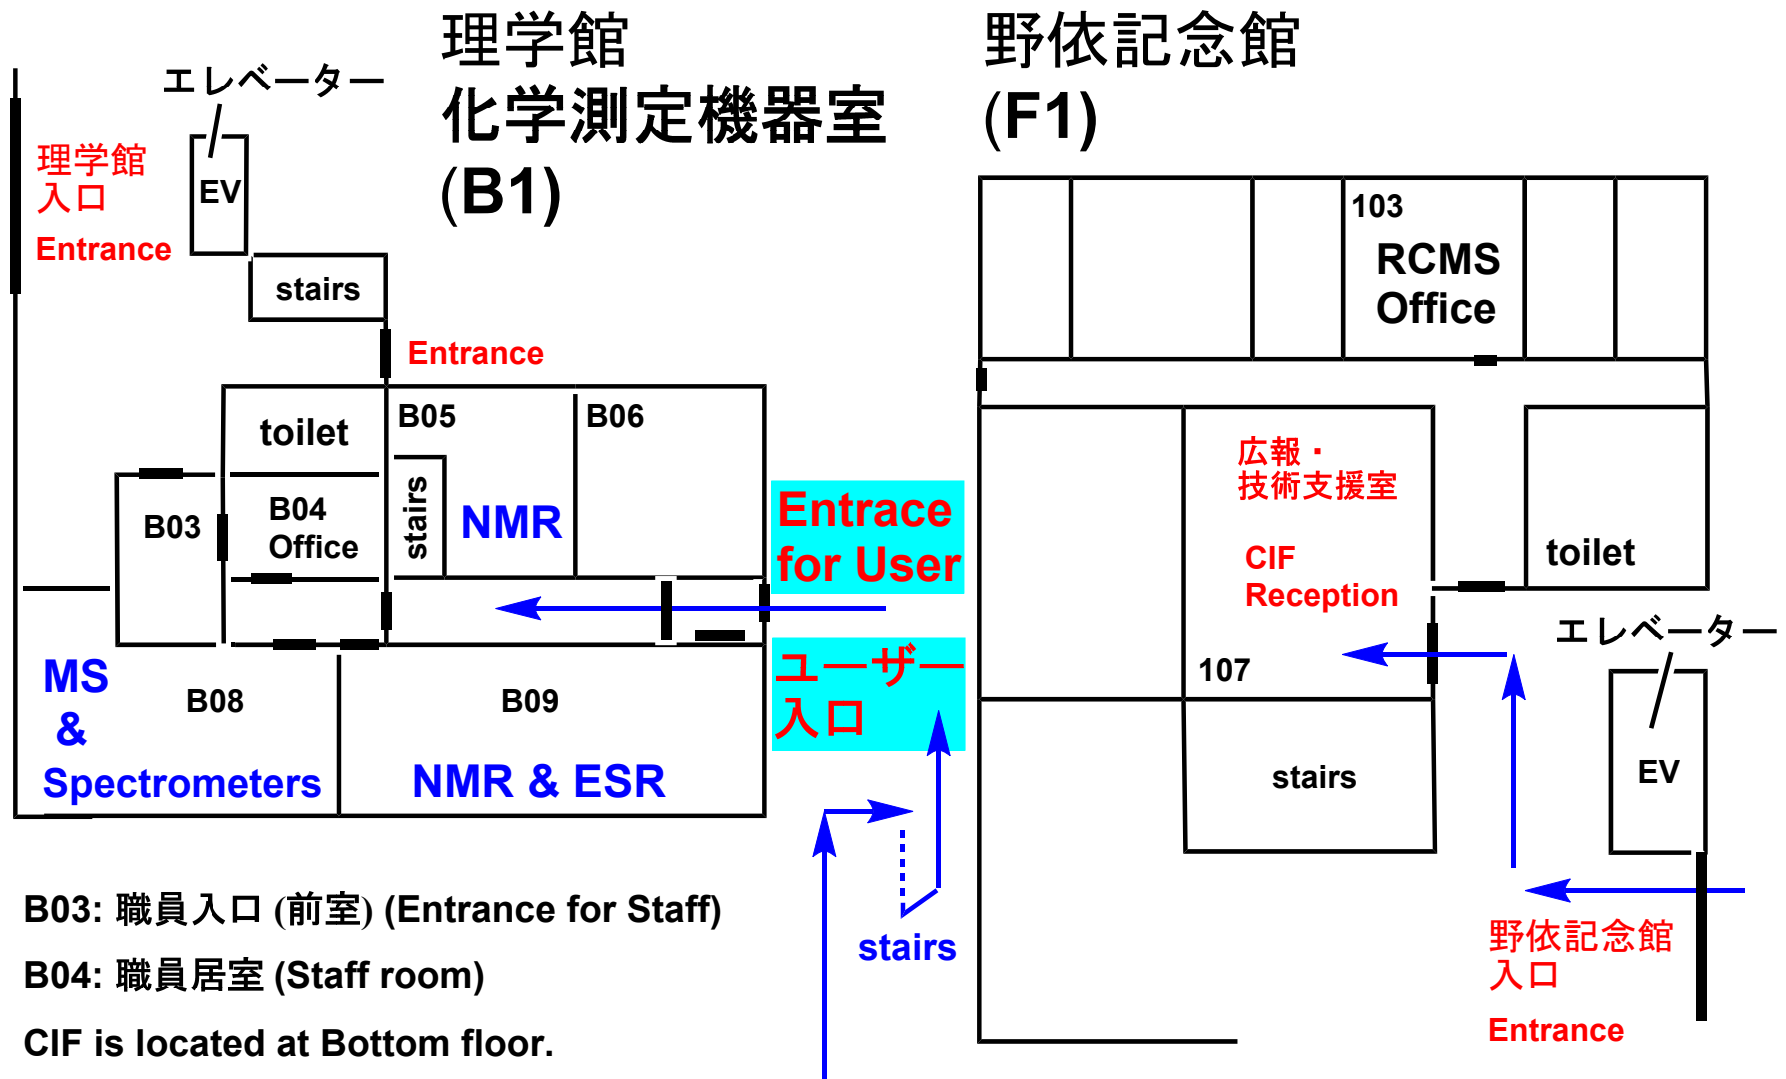 理学館
化学測定機器室
(B1)
エレベーター
理学館
入口
Entrance
EV
stairs
Entrance
toilet
B05
B06
B03
B04
Office
stairs
NMR
Entrace
for User
ユーザー
入口
MS
&
Spectrometers
B08
B09
NMR & ESR
stairs
B03: 職員入口 (前室) (Entrance for Staff)
B04: 職員居室 (Staff room)
CIF is located at Bottom floor.
野依記念館
(F1)
103
RCMS
Office
広報・
技術支援室
CIF
Reception
107
toilet
エレベーター
EV
stairs
野依記念館
入口
Entrance